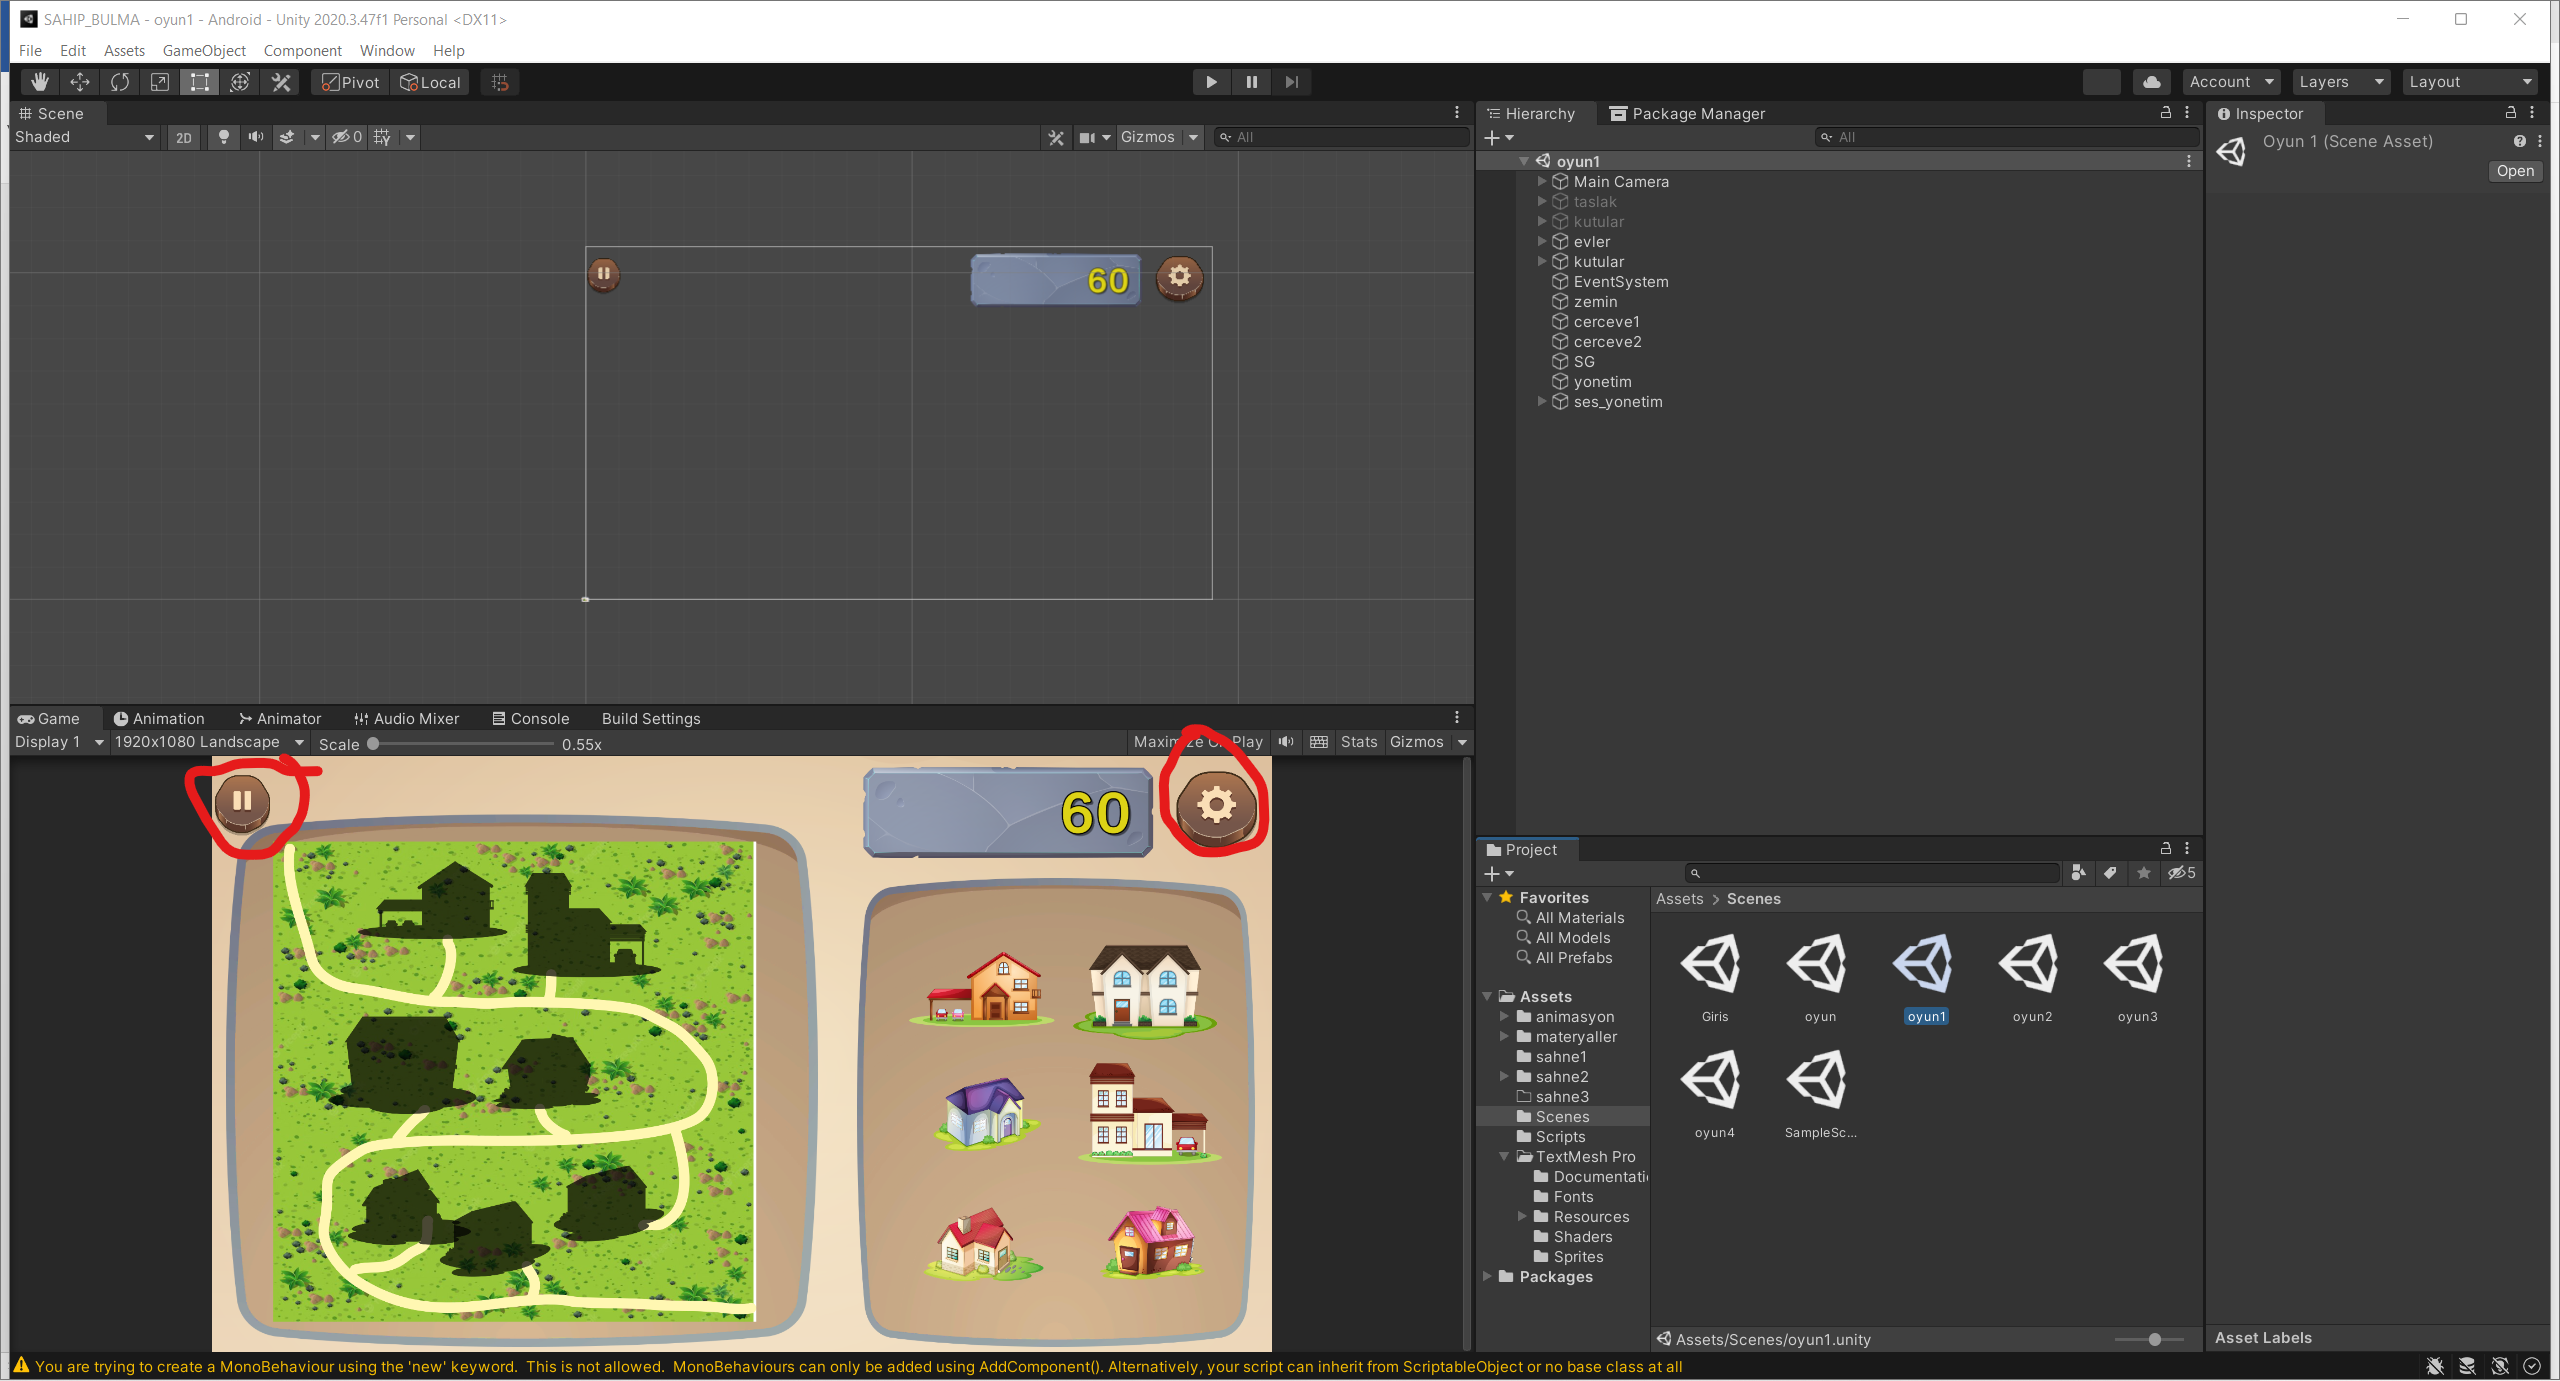 SAHIP_BULMA - oyun1 - Android - Unity 2020.3.47f1 Personal <DX11>
File Edit Assets GameObject Component Window Help
Pivot Local Account Layers Layout
Scene
Shaded 2D 0 Gizmos All
60
Hierarchy Package Manager
All
oyun1
Main Camera
taslak
kutular
evler
kutular
EventSystem
zemin
cerceve1
cerceve2
SG
yonetim
ses_yonetim
Inspector
Oyun 1 (Scene Asset)
Open
Game Animation Animator Audio Mixer Console Build Settings
Display 1 1920x1080 Landscape Scale 0.55x Maximize On Play Stats Gizmos
60
Project
5
Favorites
All Materials
All Models
All Prefabs
Assets
animasyon
materyaller
sahne1
sahne2
sahne3
Scenes
Scripts
TextMesh Pro
Documentati
Fonts
Resources
Shaders
Sprites
Packages
Assets > Scenes
Giris oyun oyun1 oyun2 oyun3
oyun4 SampleSc...
Assets/Scenes/oyun1.unity
Asset Labels
You are trying to create a MonoBehaviour using the 'new' keyword. This is not allowed. MonoBehaviours can only be added using AddComponent(). Alternatively, your script can inherit from ScriptableObject or no base class at all